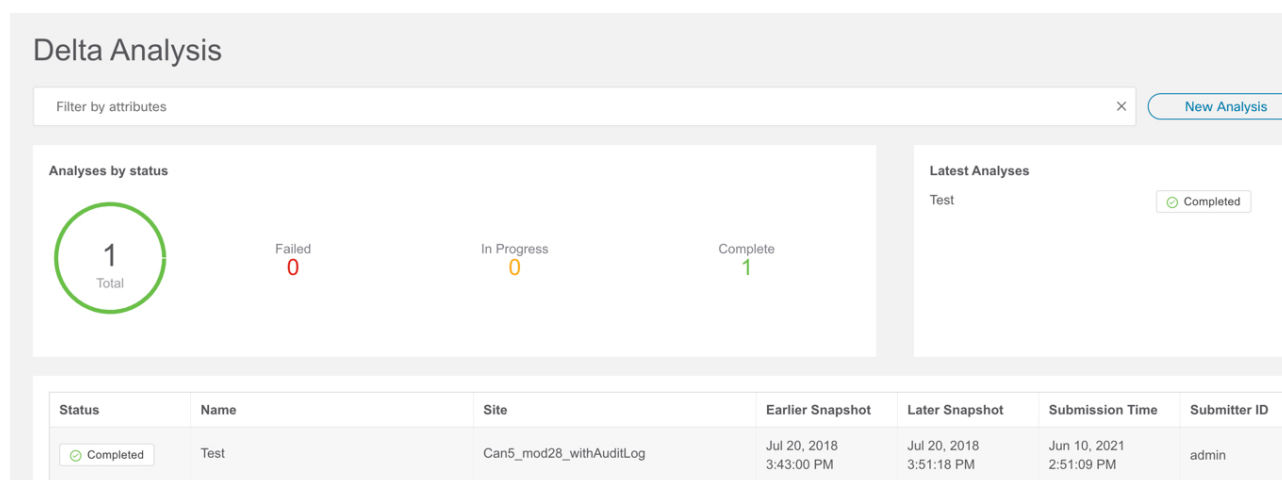 Delta Analysis
Filter by attributes
New Analysis
Analyses by status
1
Total
Failed
0
In Progress
0
Complete
1
Latest Analyses
Test
Completed
Status Name Site Earlier Snapshot Later Snapshot Submission Time Submitter ID
Completed Test Can5_mod28_withAuditLog Jul 20, 2018 3:43:00 PM Jul 20, 2018 3:51:18 PM Jun 10, 2021 2:51:09 PM admin